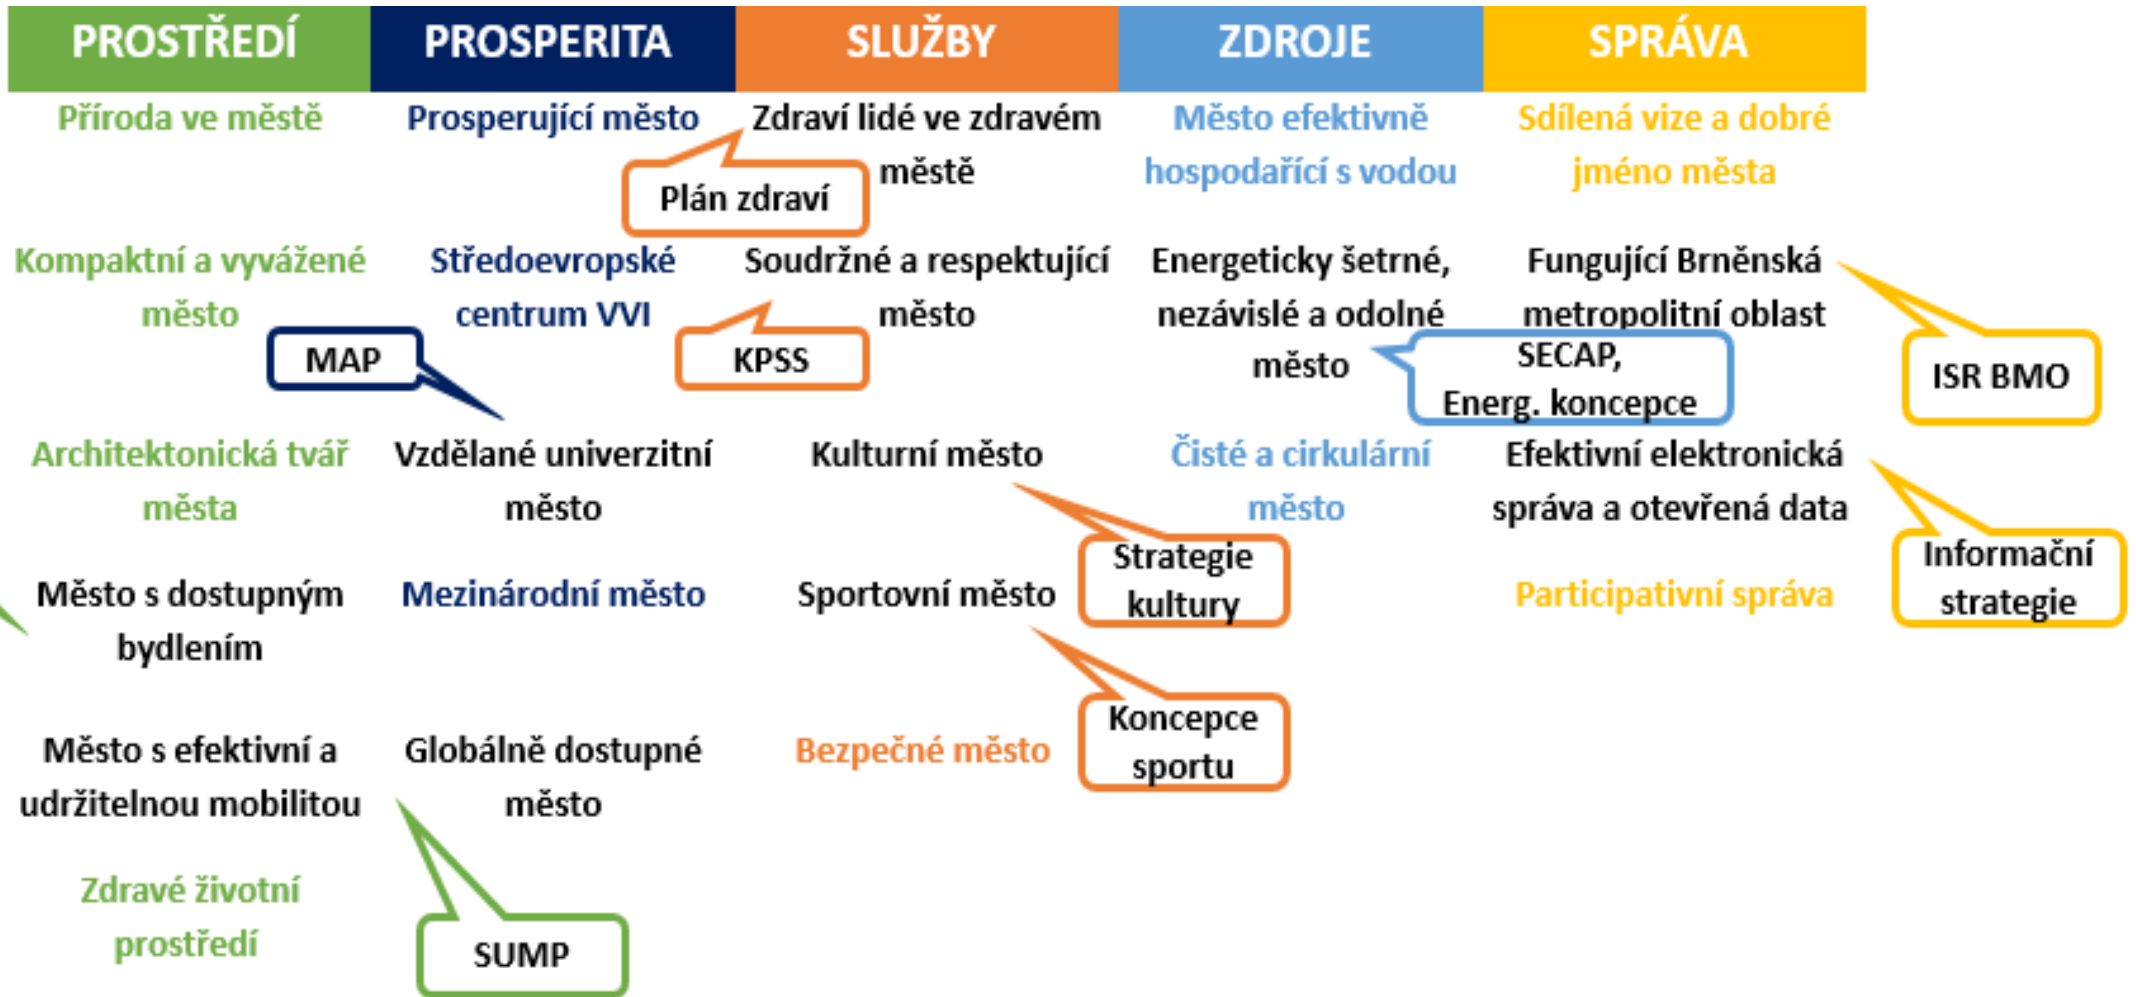 PROSTŘEDÍ
PROSPERITA
SLUŽBY
ZDROJE
SPRÁVA
Příroda ve městě
Prosperující město
Zdraví lidé ve zdravém
městě
Plán zdraví
Město efektivně
hospodařící s vodou
Sdílená vize a dobré
jméno města
Kompaktní a vyvážené
město
Středoevropské
centrum VVI
Soudržné a respektující
město
KPSS
Energeticky šetrné,
nezávislé a odolné
město
SECAP,
Energ. koncepce
Fungující Brněnská
metropolitní oblast
ISR BMO
MAP
Architektonická tvář
města
Vzdělané univerzitní
město
Kulturní město
Strategie
kultury
Čisté a cirkulární
město
Efektivní elektronická
správa a otevřená data
Informační
strategie
Město s dostupným
bydlením
Mezinárodní město
Sportovní město
Koncepce
sportu
Participativní správa
Město s efektivní a
udržitelnou mobilitou
SUMP
Globálně dostupné
město
Bezpečné město
Zdravé životní
prostředí